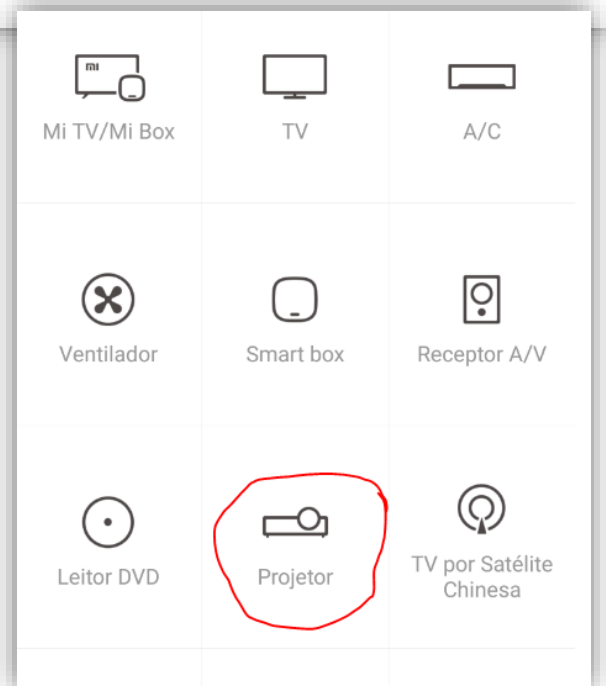 mi
Mi TV/Mi Box
TV
A/C
Ventilador
Smart box
Receptor A/V
Leitor DVD
Projetor
TV por Satélite
Chinesa